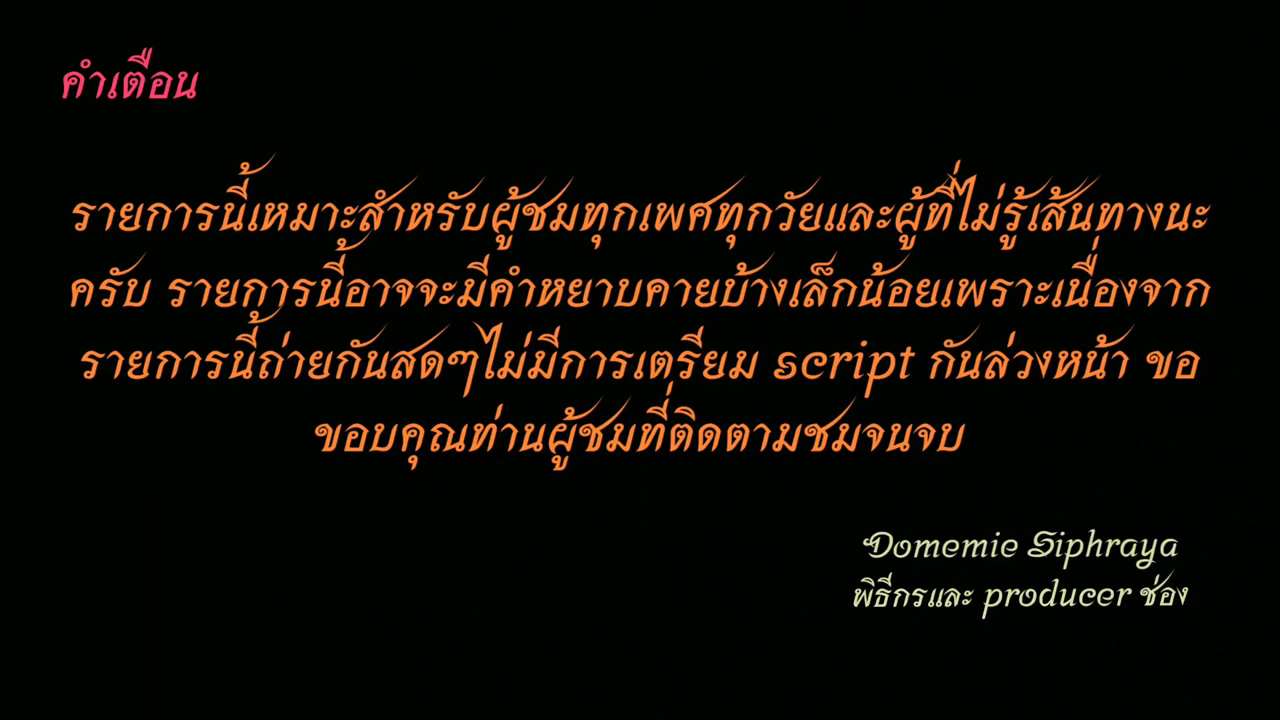 คำเตือน
รายการนี้เหมาะสำหรับผู้ชมทุกเพศทุกวัยและผู้ที่ไม่รู้เส้นทางนะ
ครับ รายการนี้อาจจะมีคำหยาบคายบ้างเล็กน้อยเพราะเนื่องจาก
รายการนี้ถ่ายกันสดๆไม่มีการเตรียม script กันล่วงหน้า ขอ
ขอบคุณท่านผู้ชมที่ติดตามชมจนจบ
Domemie Siphraya
พิธีกรและ producer ช่อง